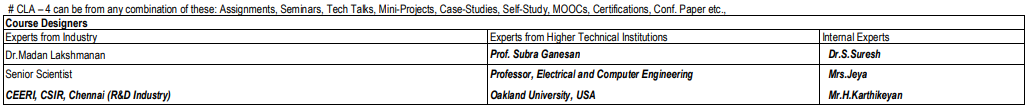 # CLA – 4 can be from any combination of these: Assignments, Seminars, Tech Talks, Mini-Projects, Case-Studies, Self-Study, MOOCs, Certifications, Conf. Paper etc.,
Course Designers
Experts from Industry Experts from Higher Technical Institutions Internal Experts
Dr.Madan Lakshmanan Prof. Subra Ganesan Dr.S.Suresh
Senior Scientist Professor, Electrical and Computer Engineering Mrs.Jeya
CEERI, CSIR, Chennai (R&D Industry) Oakland University, USA Mr.H.Karthikeyan